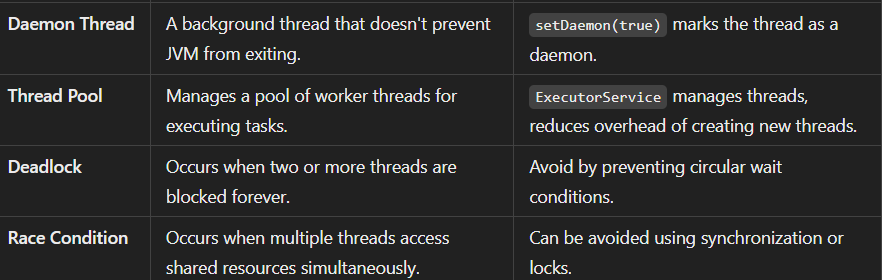 Daemon Thread
A background thread that doesn't prevent
JVM from exiting.
setDaemon(true) marks the thread as a
daemon.
Thread Pool
Manages a pool of worker threads for
executing tasks.
ExecutorService manages threads,
reduces overhead of creating new threads.
Deadlock
Occurs when two or more threads are
blocked forever.
Avoid by preventing circular wait
conditions.
Race Condition
Occurs when multiple threads access
shared resources simultaneously.
Can be avoided using synchronization or
locks.